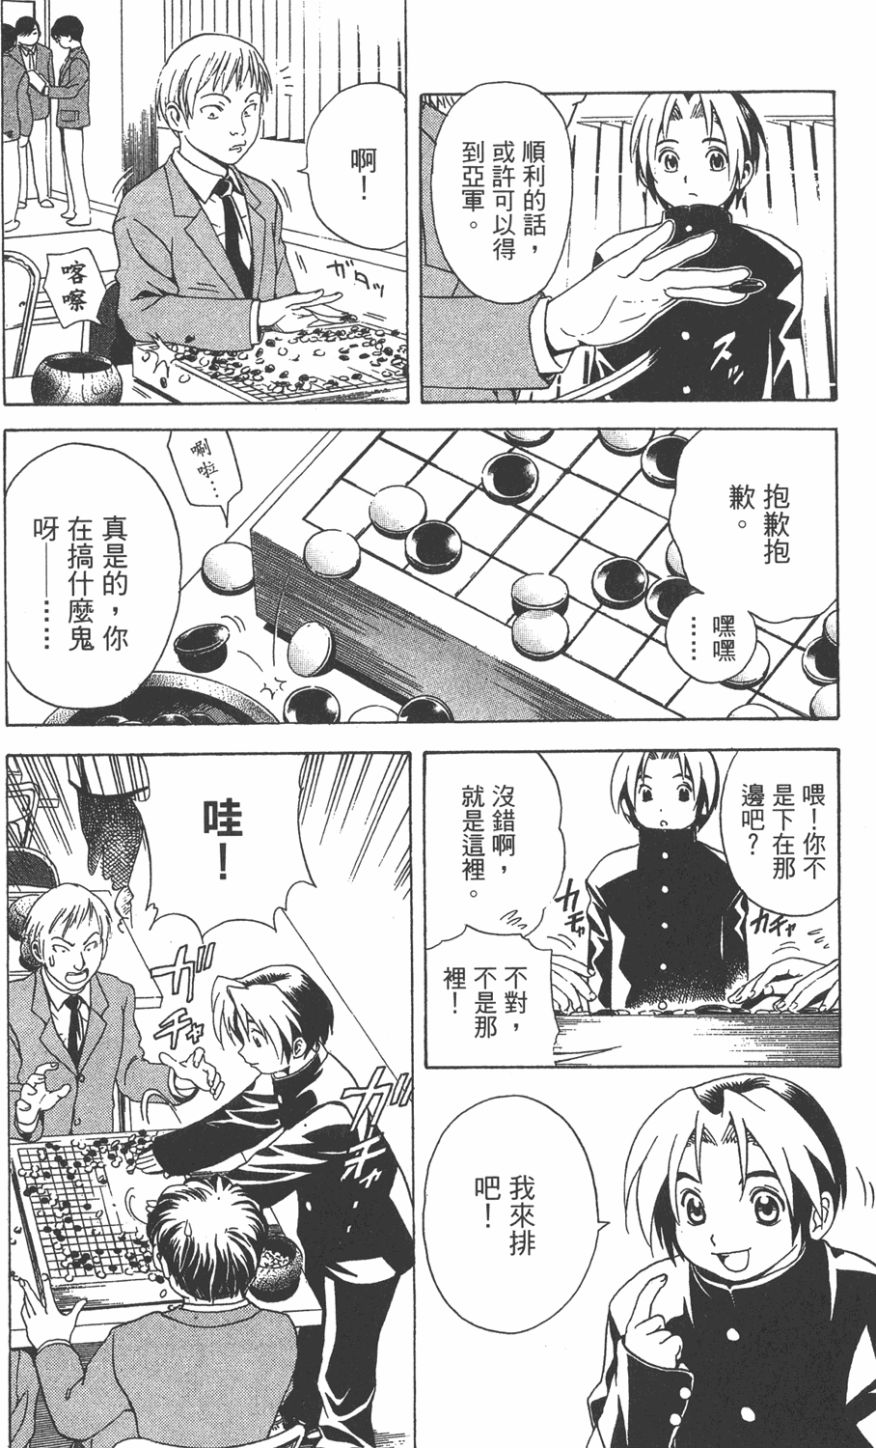 順利的話，
或許可以得
到亞軍。
スッ
啊！
ガタッ
喀嚓
抱歉抱
歉。
嘿嘿
……
唰啦…
真是的，你
在搞什麼鬼
呀——……
喂！你不
是下在那
邊吧？
沒錯啊，
就是這裡。
カチャ
カチャ
不對，
不是那
裡！
我來排
吧！
哇！
ガチャ
ガチャ